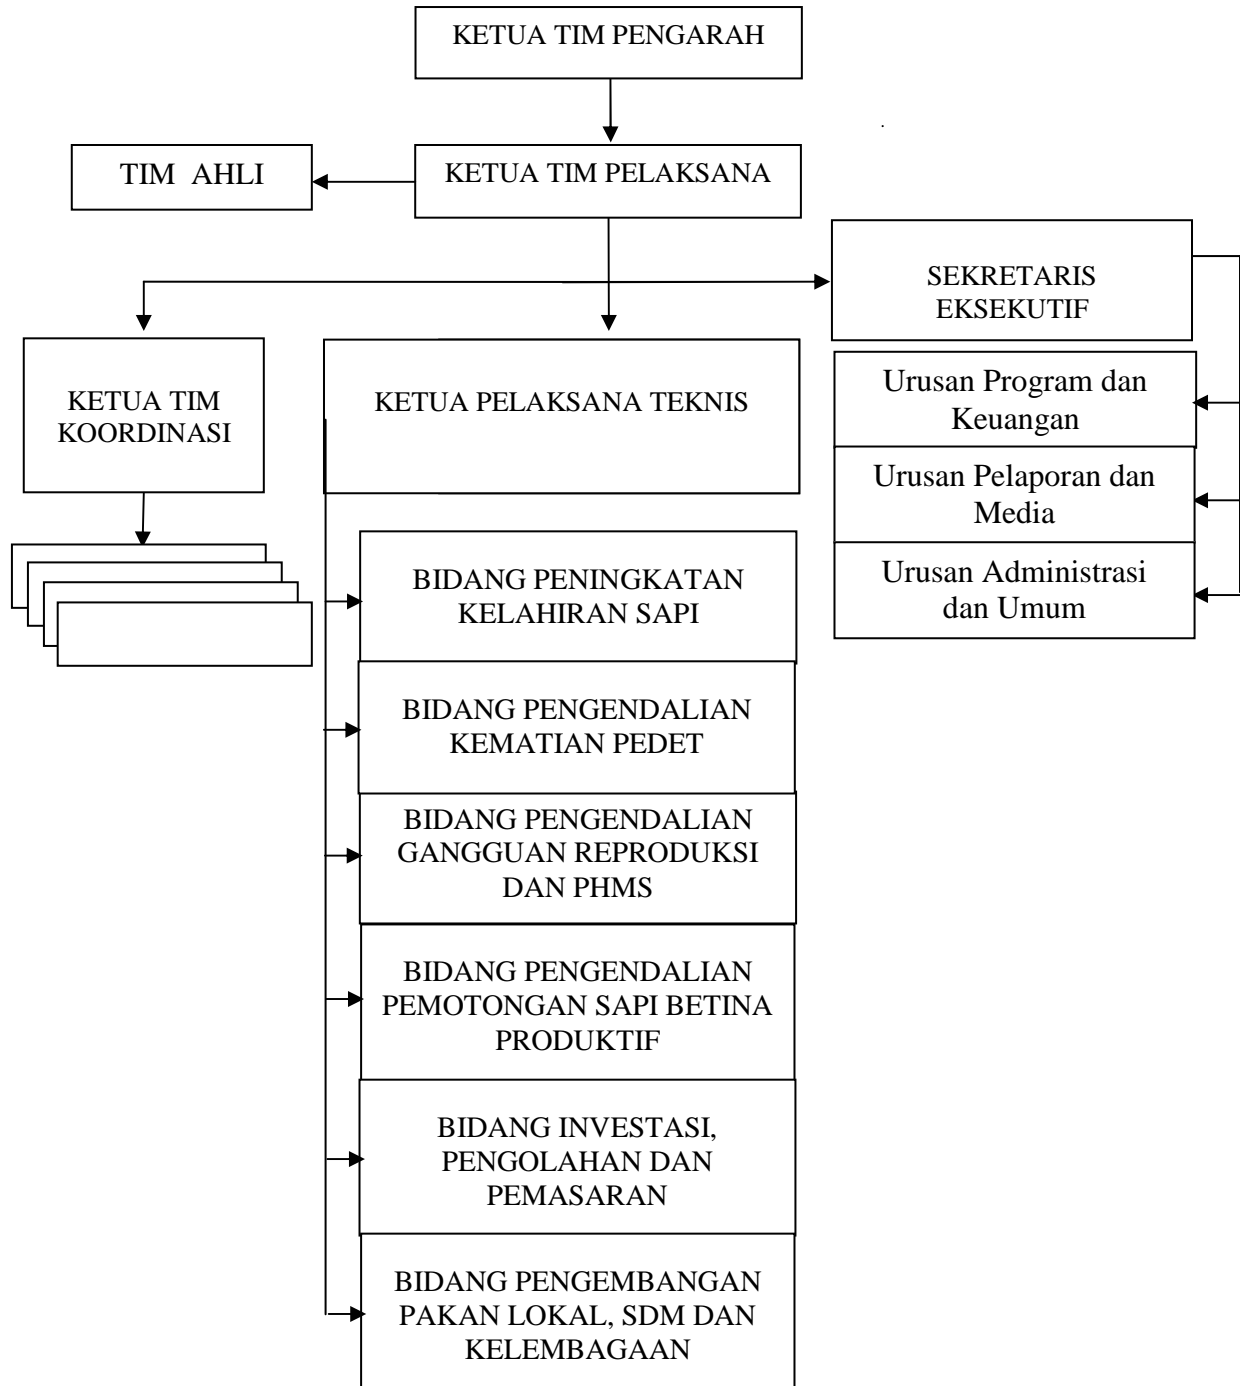 KETUA TIM PENGARAH
TIM AHLI
KETUA TIM PELAKSANA
SEKRETARIS
EKSEKUTIF
KETUA TIM
KOORDINASI
KETUA PELAKSANA TEKNIS
Urusan Program dan
Keuangan
Urusan Pelaporan dan
Media
Urusan Administrasi
dan Umum
BIDANG PENINGKATAN
KELAHIRAN SAPI
BIDANG PENGENDALIAN
KEMATIAN PEDET
BIDANG PENGENDALIAN
GANGGUAN REPRODUKSI
DAN PHMS
BIDANG PENGENDALIAN
PEMOTONGAN SAPI BETINA
PRODUKTIF
BIDANG INVESTASI,
PENGOLAHAN DAN
PEMASARAN
BIDANG PENGEMBANGAN
PAKAN LOKAL, SDM DAN
KELEMBAGAAN